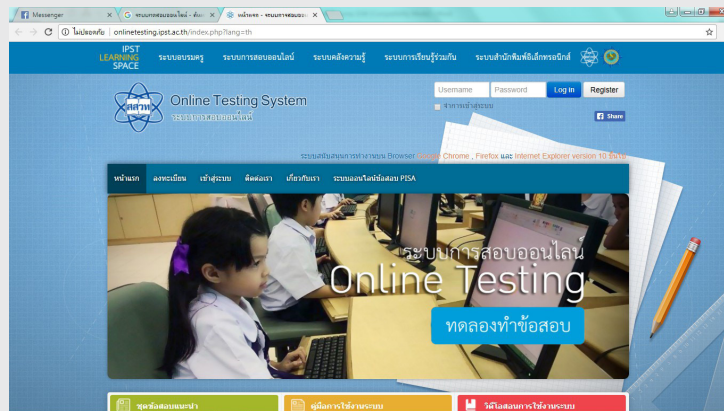 Messenger
ระบบการสอบออนไลน์ - ค้นห
หน้าแรก - ระบบการสอบออน
ไม่ปลอดภัย | onlinetesting.ipst.ac.th/index.php?lang=th
IPST
LEARNING
SPACE
ระบบอบรมครู ระบบการสอบออนไลน์ ระบบคลังความรู้ ระบบการเรียนรู้ร่วมกัน ระบบสำนักพิมพ์อิเล็กทรอนิกส์
สสวท
Online Testing System
ระบบการสอบออนไลน์
Username Password Log in Register
จำการเข้าสู่ระบบ
Share
ระบบสนับสนุนการทำงานบน Browser Google Chrome , Firefox และ Internet Explorer version 10 ขึ้นไป
หน้าแรก ลงทะเบียน เข้าสู่ระบบ ติดต่อเรา เกี่ยวกับเรา ระบบออนไลน์ข้อสอบ PISA
ระบบการสอบออนไลน์
Online Testing
ทดลองทำข้อสอบ
ชุดข้อสอบแนะนำ คู่มือการใช้งานระบบ วิดีโอสอนการใช้งานระบบ